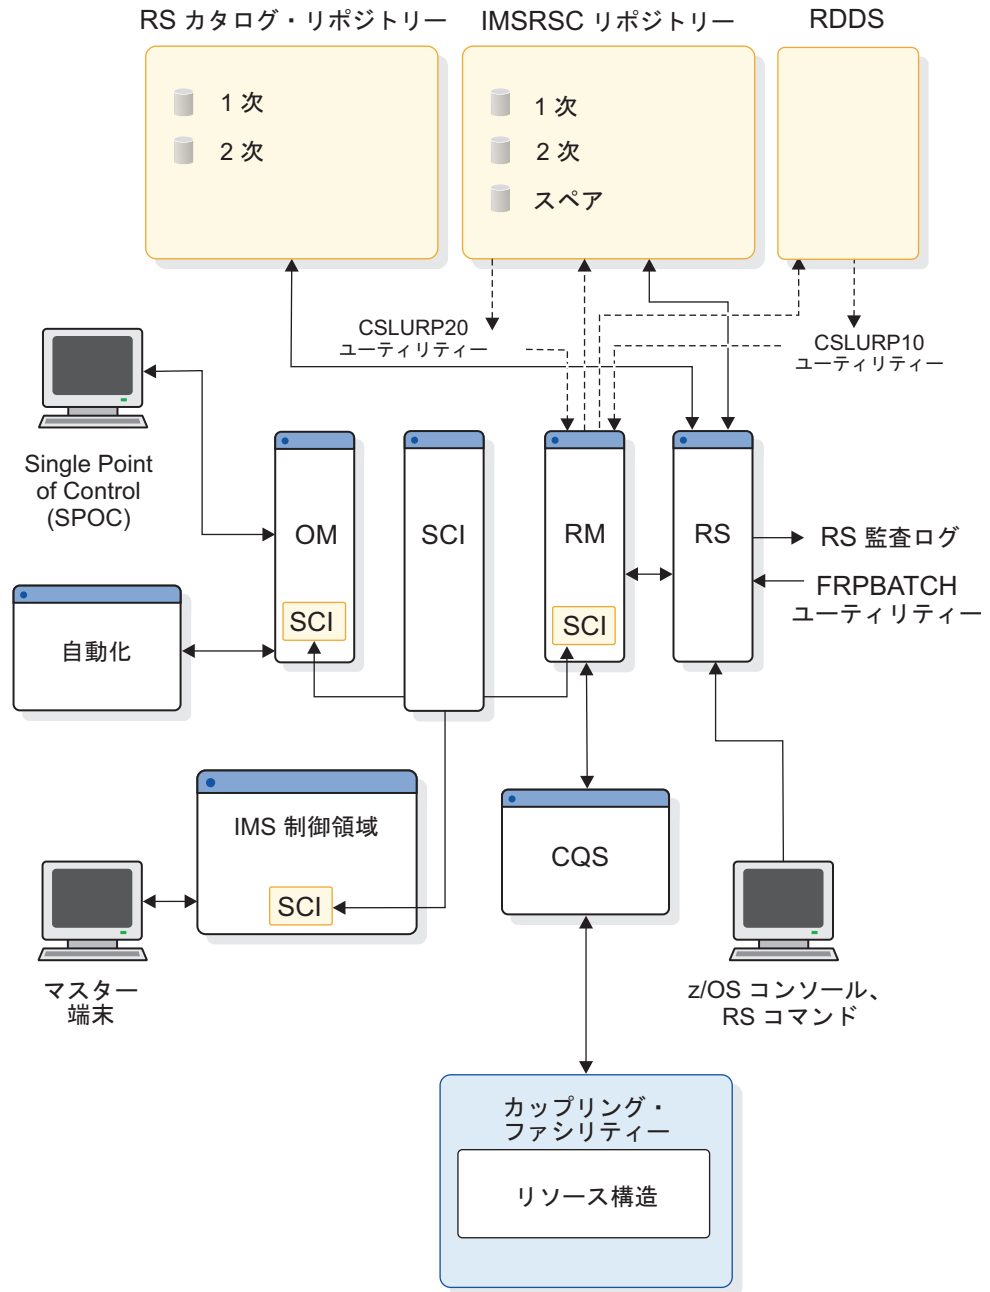 RS カタログ・リポジトリー
IMSRSC リポジトリー
RDDS
1 次
2 次
1 次
2 次
スペア
CSLURP20
ユーティリティー
CSLURP10
ユーティリティー
Single Point
of Control
(SPOC)
OM
SCI
SCI
RM
SCI
RS
RS 監査ログ
FRPBATCH
ユーティリティー
自動化
IMS 制御領域
SCI
CQS
マスター
端末
z/OS コンソール、
RS コマンド
カップリング・
ファシリティー
リソース構造